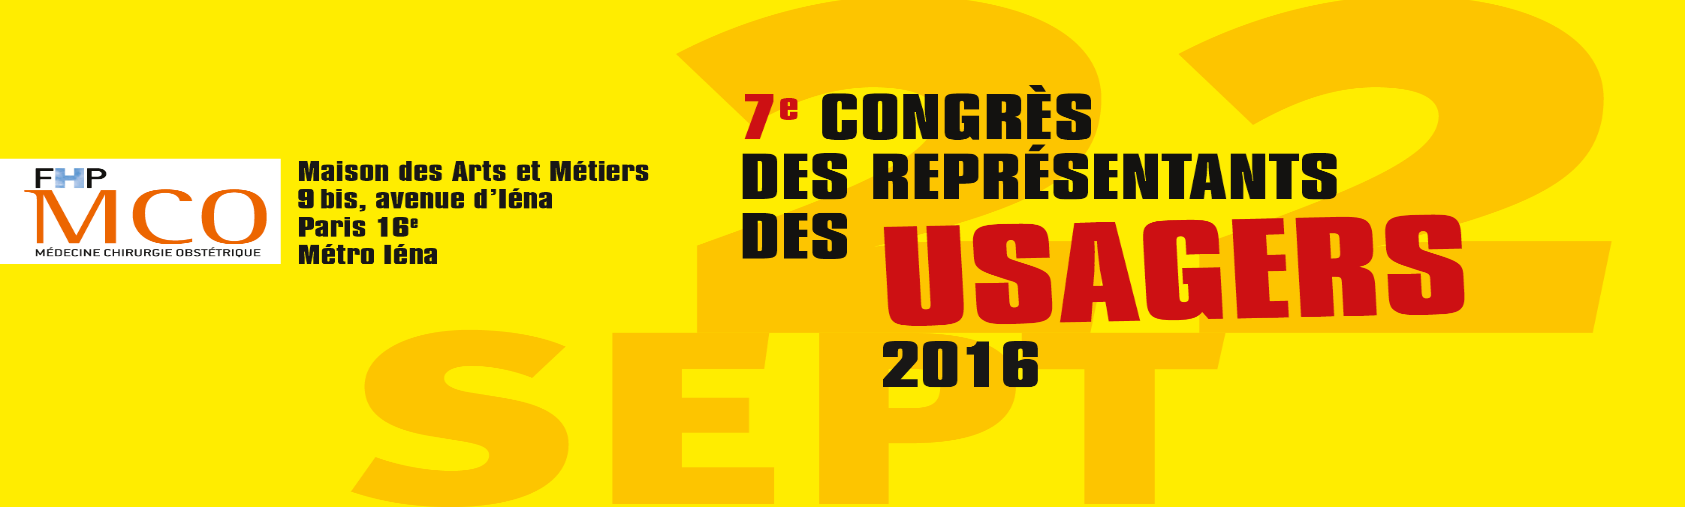 FHP
MCO
MÉDECINE CHIRURGIE OBSTÉTRIQUE
Maison des Arts et Métiers
9 bis, avenue d’Iéna
Paris 16e
Métro Iéna
7e CONGRÈS
DES REPRÉSENTANTS
DES USAGERS
2016
22
SEPT